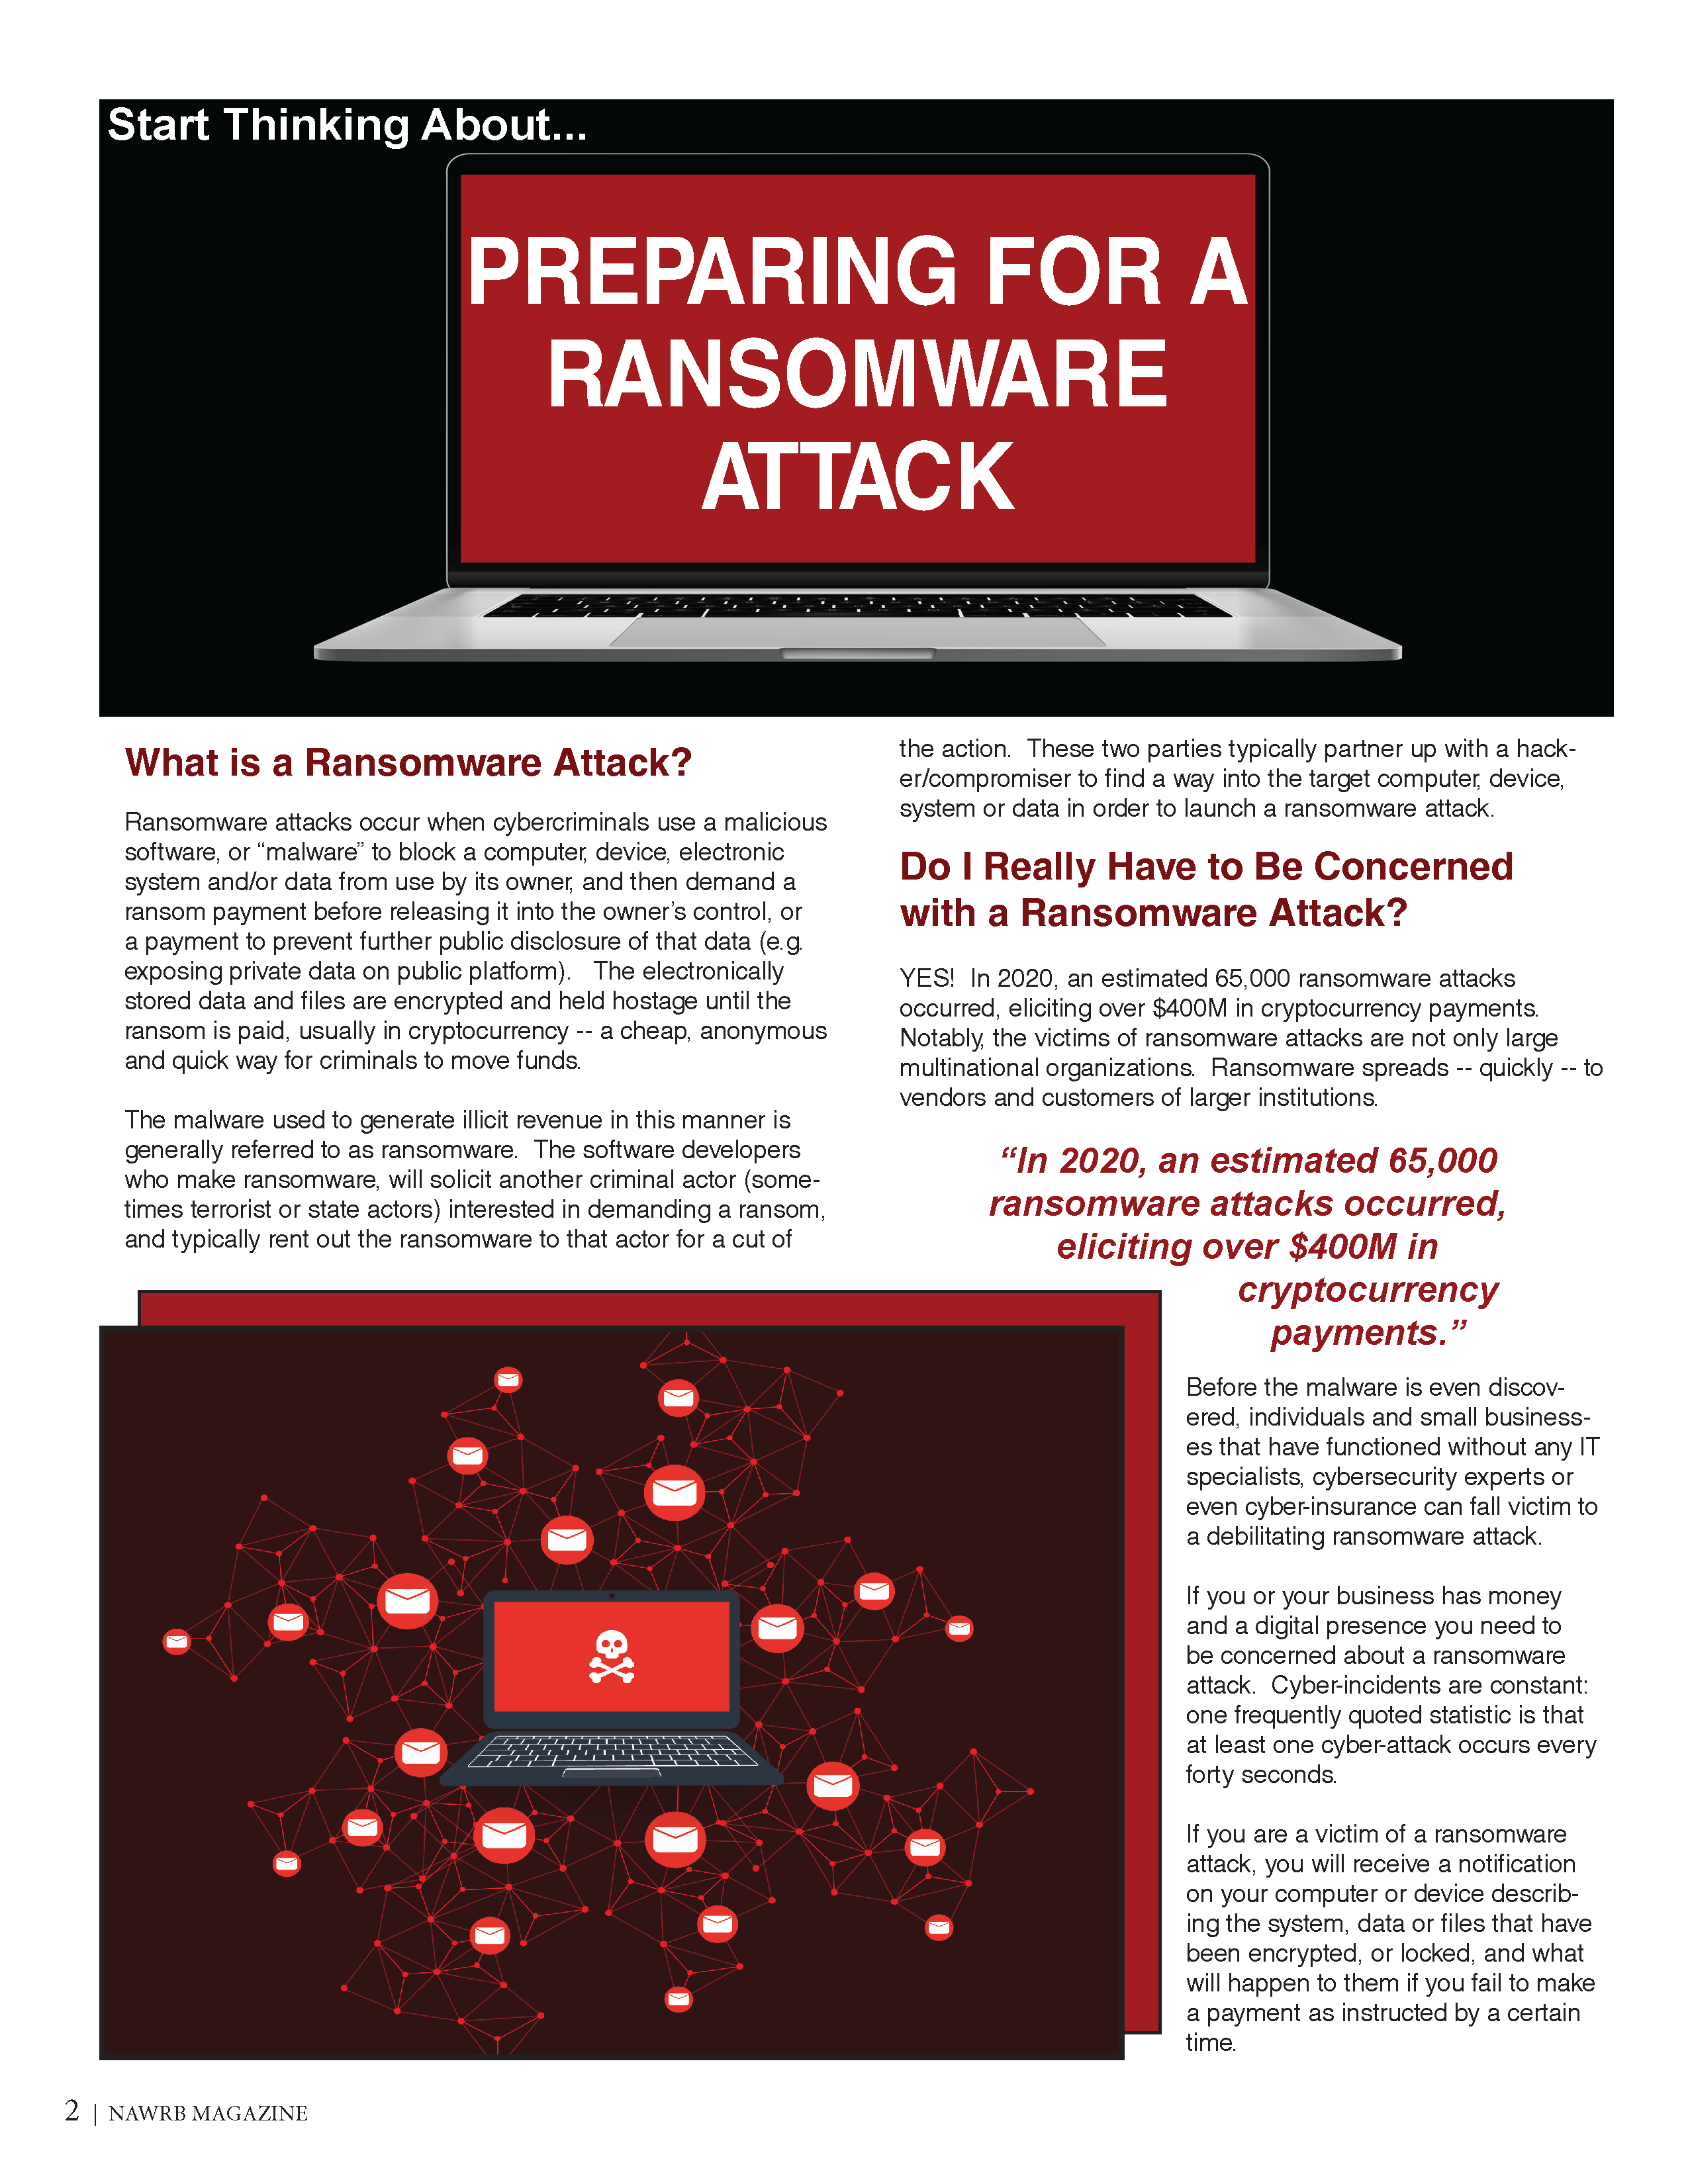 Start Thinking About...
PREPARING FOR A
RANSOMWARE
ATTACK
What is a Ransomware Attack?
Ransomware attacks occur when cybercriminals use a malicious
software, or “malware” to block a computer, device, electronic
system and/or data from use by its owner, and then demand a
ransom payment before releasing it into the owner’s control, or
a payment to prevent further public disclosure of that data (e.g.
exposing private data on public platform).   The electronically
stored data and files are encrypted and held hostage until the
ransom is paid, usually in cryptocurrency -- a cheap, anonymous
and quick way for criminals to move funds.
The malware used to generate illicit revenue in this manner is
generally referred to as ransomware.  The software developers
who make ransomware, will solicit another criminal actor (some-
times terrorist or state actors) interested in demanding a ransom,
and typically rent out the ransomware to that actor for a cut of
the action.  These two parties typically partner up with a hack-
er/compromiser to find a way into the target computer, device,
system or data in order to launch a ransomware attack.
Do I Really Have to Be Concerned
with a Ransomware Attack?
YES!  In 2020, an estimated 65,000 ransomware attacks
occurred, eliciting over $400M in cryptocurrency payments.
Notably, the victims of ransomware attacks are not only large
multinational organizations.  Ransomware spreads -- quickly -- to
vendors and customers of larger institutions.
“In 2020, an estimated 65,000
ransomware attacks occurred,
eliciting over $400M in
cryptocurrency
payments.”
Before the malware is even discov-
ered, individuals and small business-
es that have functioned without any IT
specialists, cybersecurity experts or
even cyber-insurance can fall victim to
a debilitating ransomware attack.
If you or your business has money
and a digital presence you need to
be concerned about a ransomware
attack.  Cyber-incidents are constant:
one frequently quoted statistic is that
at least one cyber-attack occurs every
forty seconds.
If you are a victim of a ransomware
attack, you will receive a notification
on your computer or device describ-
ing the system, data or files that have
been encrypted, or locked, and what
will happen to them if you fail to make
a payment as instructed by a certain
time.
2 | NAWRB MAGAZINE